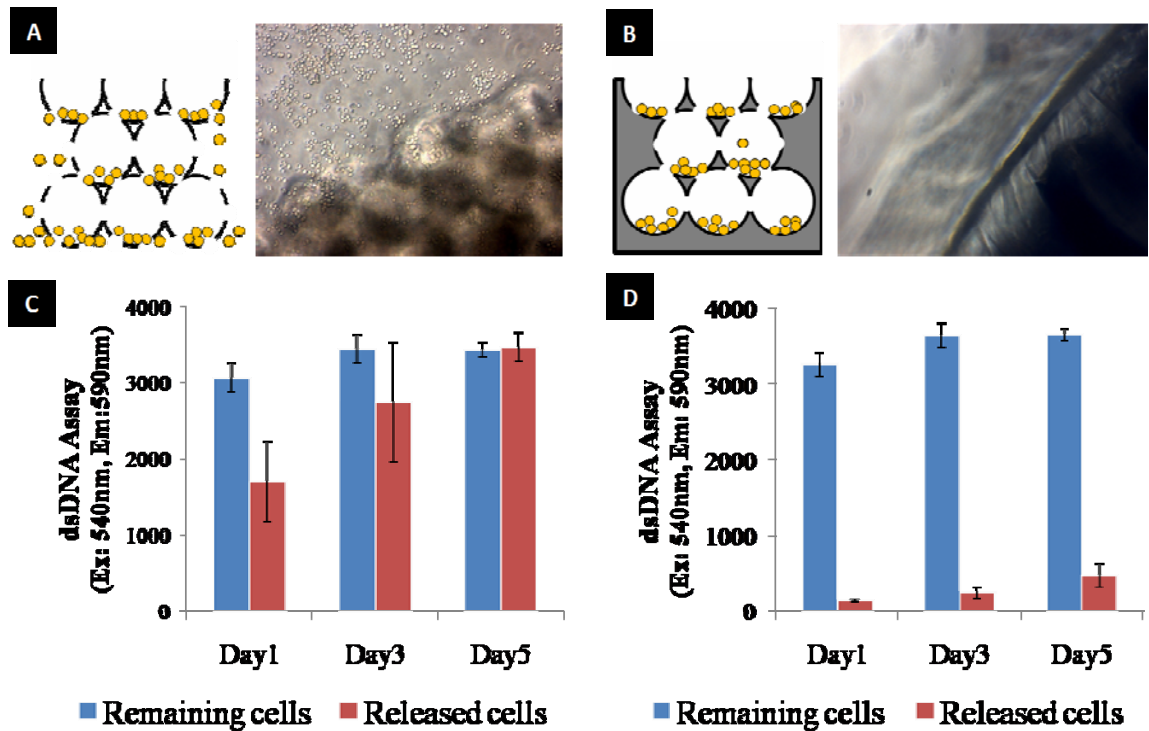 A
B
C
4000
3000
2000
1000
0
dsDNA Assay
(Ex: 540nm, Em:590nm)
Day1 Day3 Day5
Remaining cells Released cells
D
4000
3000
2000
1000
0
dsDNA Assay
(Ex: 540nm, Em: 590nm)
Day1 Day3 Day5
Remaining cells Released cells